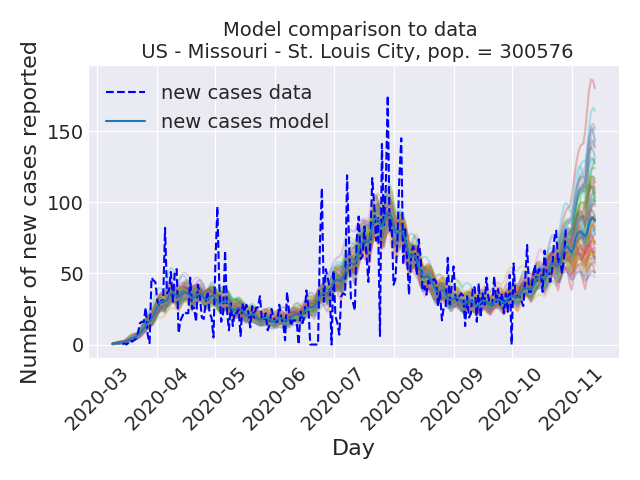 Model comparison to data
US - Missouri - St. Louis City, pop. = 300576
Number of new cases reported
new cases data
new cases model
150
100
50
0
2020-03
2020-04
2020-05
2020-06
2020-07
2020-08
2020-09
2020-10
2020-11
Day